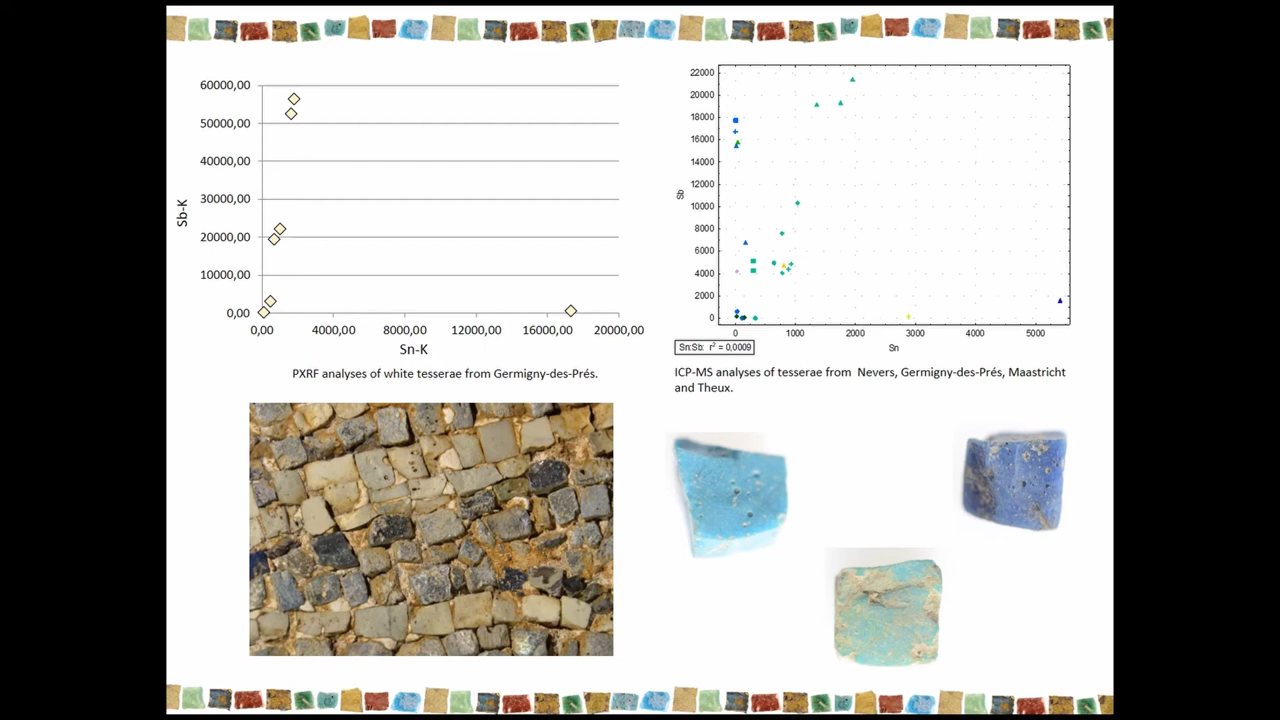 60000,00
50000,00
40000,00
30000,00
20000,00
10000,00
0,00
Sb-K
0,00 4000,00 8000,00 12000,00 16000,00 20000,00
Sn-K
PXRF analyses of white tesserae from Germigny-des-Prés.
22000
20000
18000
16000
14000
12000
10000
8000
6000
4000
2000
0
Sb
0 1000 2000 3000 4000 5000
Sn:Sb: r² = 0,0009
Sn
ICP-MS analyses of tesserae from Nevers, Germigny-des-Prés, Maastricht
and Theux.